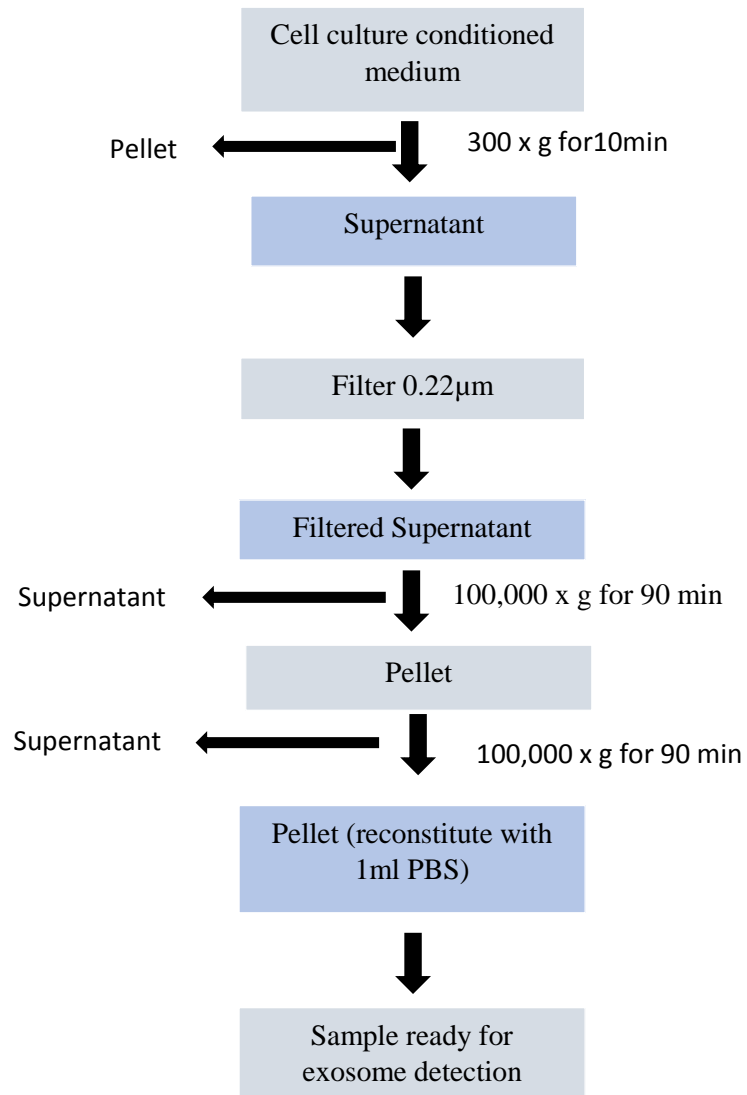 Cell culture conditioned
medium
300 x g for10min
Pellet
Supernatant
Filter 0.22µm
Filtered Supernatant
Supernatant
100,000 x g for 90 min
Pellet
Supernatant
100,000 x g for 90 min
Pellet (reconstitute with
1ml PBS)
Sample ready for
exosome detection